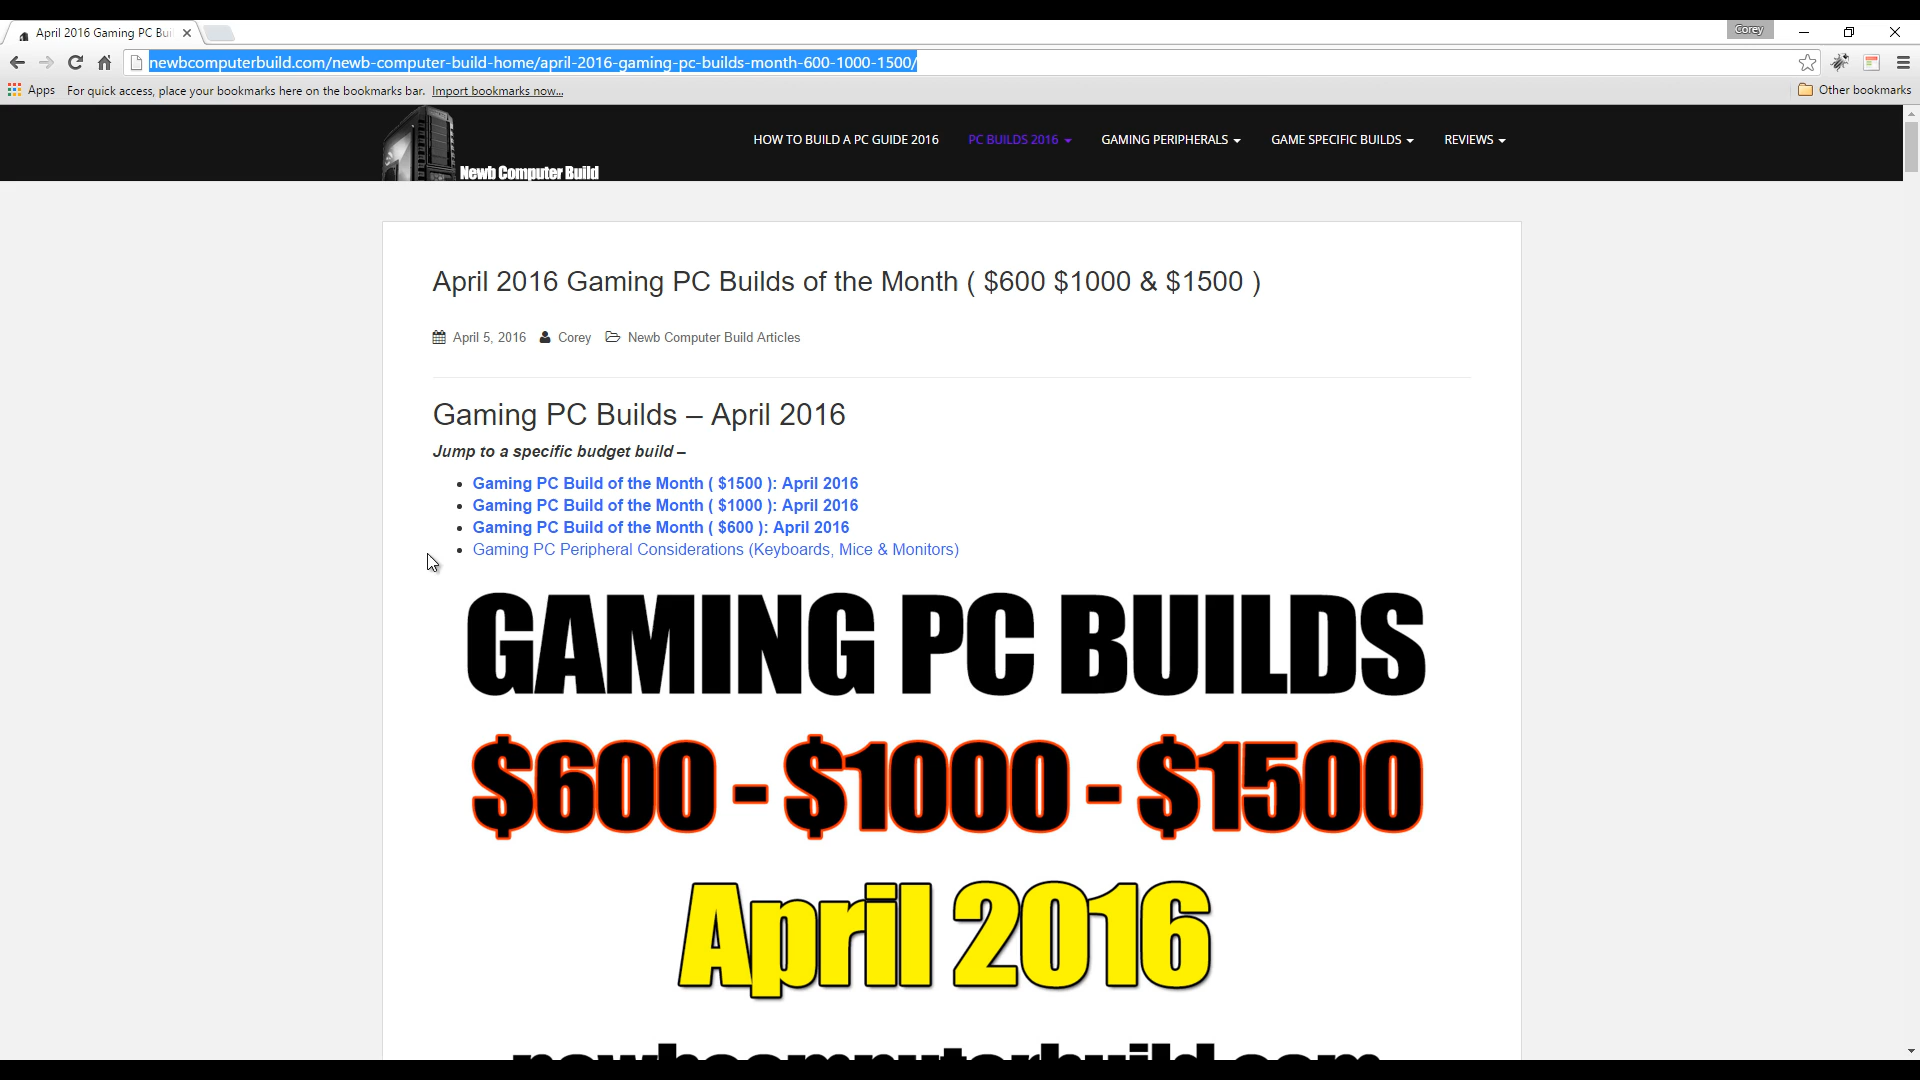 April 2016 Gaming PC Bui
Corey
newbcomputerbuild.com/newb-computer-build-home/april-2016-gaming-pc-builds-month-600-1000-1500/
Apps For quick access, place your bookmarks here on the bookmarks bar. Import bookmarks now... Other bookmarks
Newb Computer Build
HOW TO BUILD A PC GUIDE 2016 PC BUILDS 2016 GAMING PERIPHERALS GAME SPECIFIC BUILDS REVIEWS
April 2016 Gaming PC Builds of the Month ( $600 $1000 & $1500 )
April 5, 2016 Corey Newb Computer Build Articles
Gaming PC Builds – April 2016
Jump to a specific budget build –
Gaming PC Build of the Month ( $1500 ): April 2016
Gaming PC Build of the Month ( $1000 ): April 2016
Gaming PC Build of the Month ( $600 ): April 2016
Gaming PC Peripheral Considerations (Keyboards, Mice & Monitors)
GAMING PC BUILDS
$600 - $1000 - $1500
April 2016
newbcomputerbuild.com